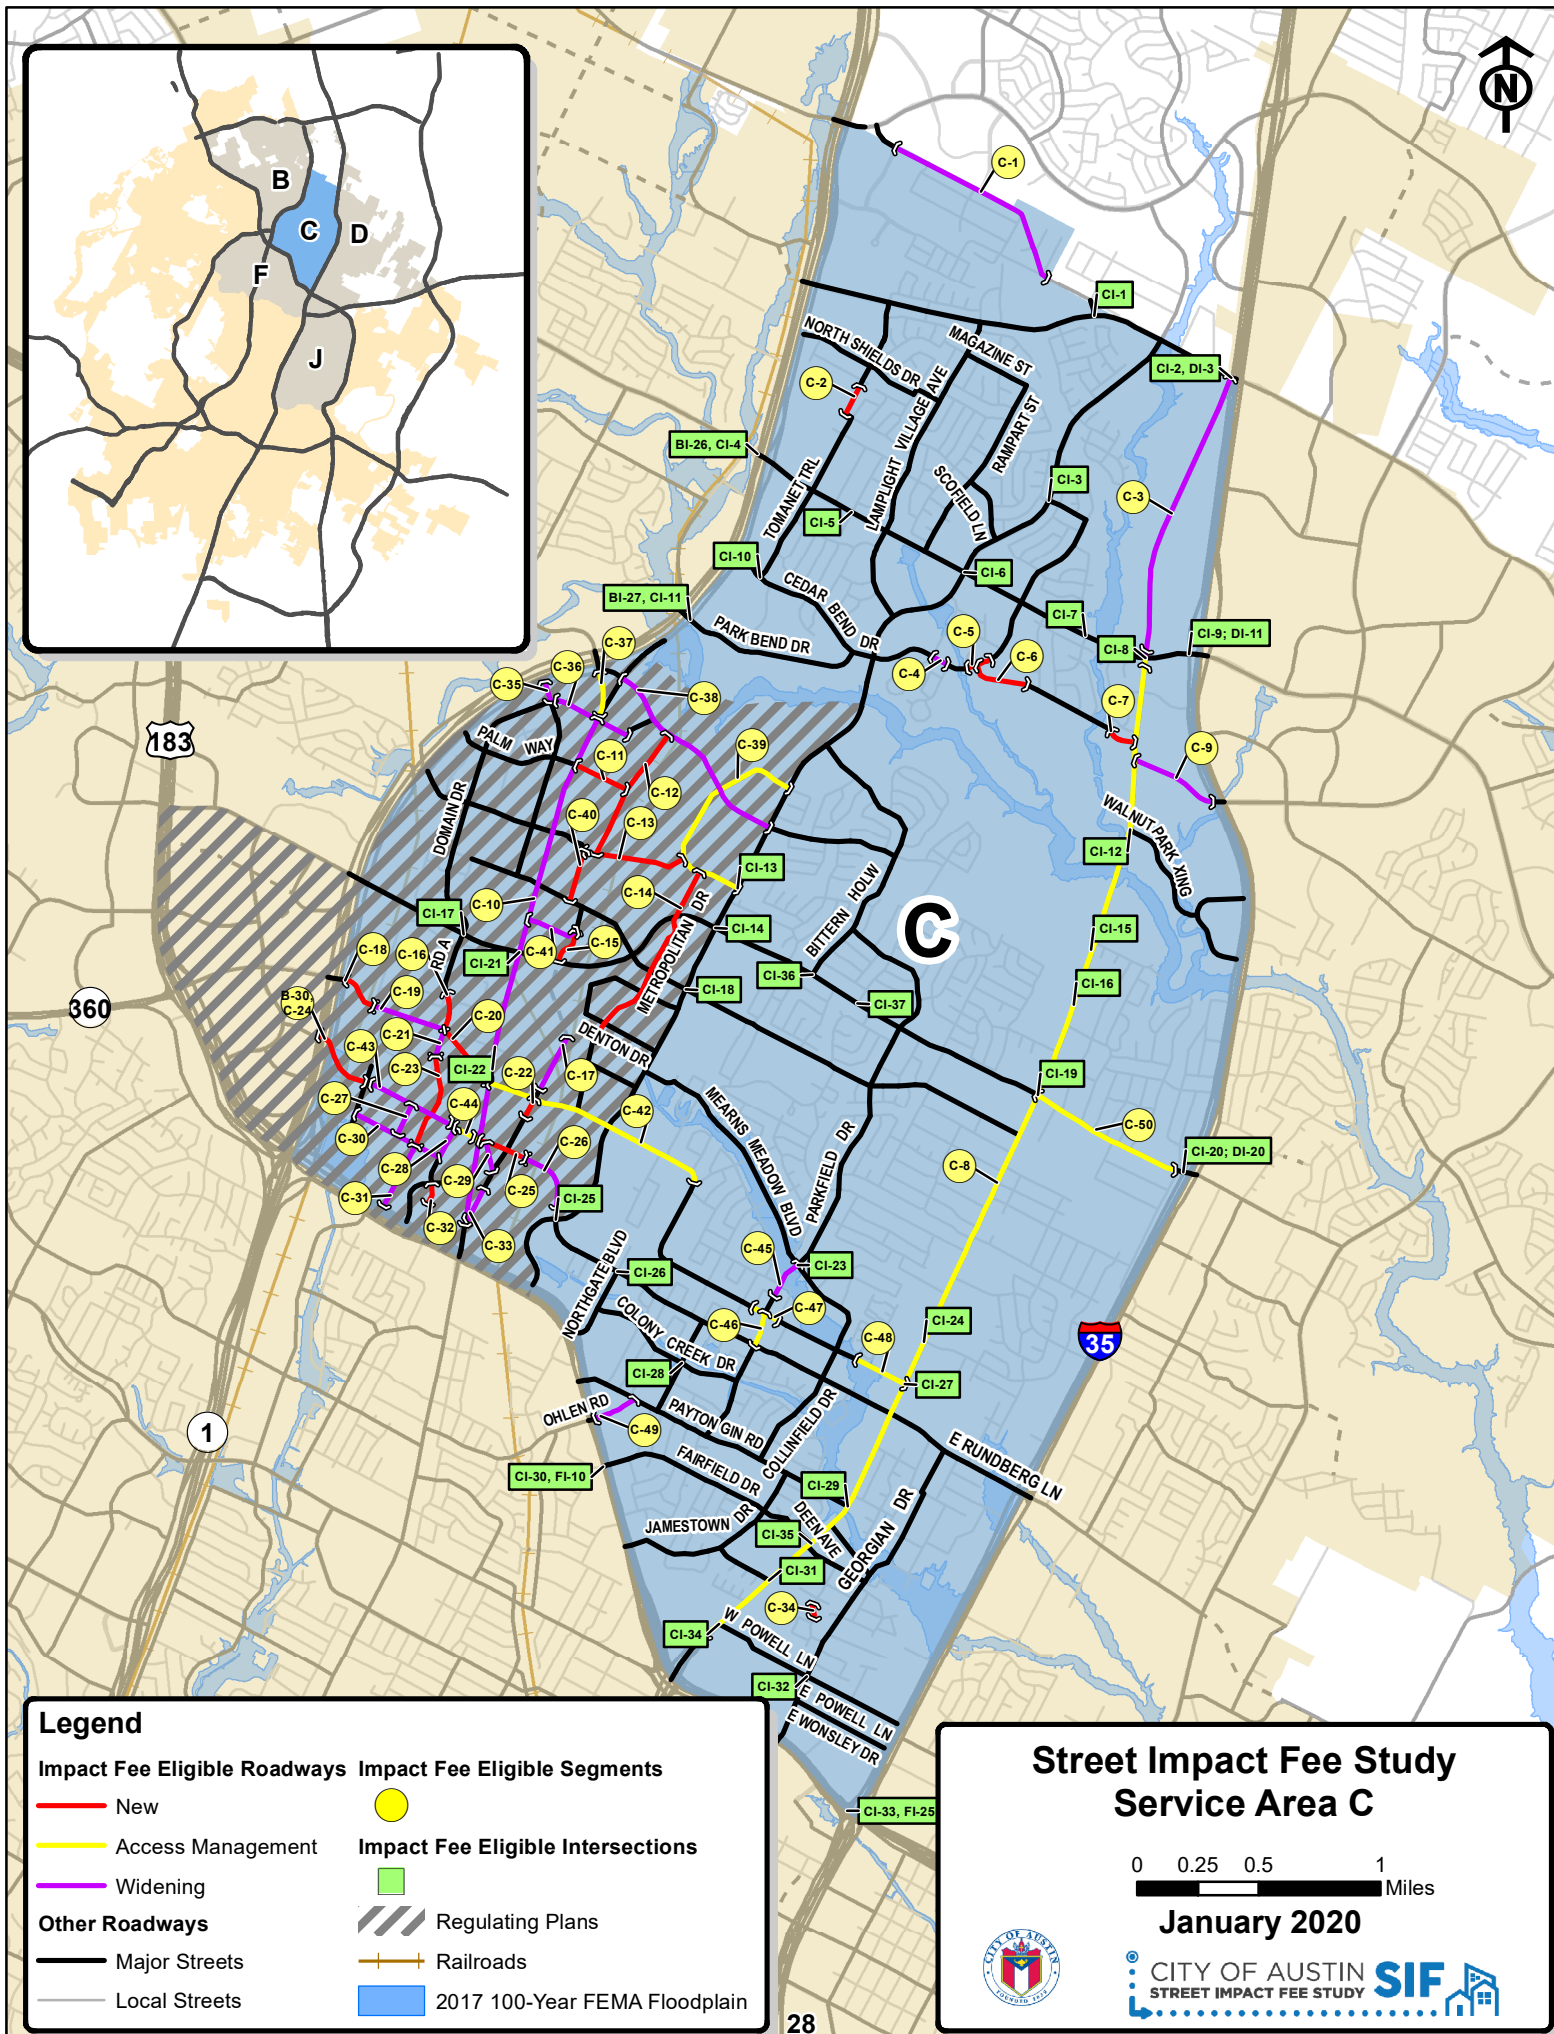 N
B
C
D
F
J
C-1
CI-1
NORTH SHIELDS DR
MAGAZINE ST
CI-2, DI-3
C-2
LAMPLIGHT VILLAGE AVE
RAMPART ST
BI-26, CI-4
SCOFIELD LN
CI-3
C-3
TOMANET TRL
CI-5
CI-10
CI-6
CEDAR BEND DR
BI-27, CI-11
CI-7
PARK BEND DR
C-5
CI-9; DI-11
CI-8
C-37
C-36
C-6
C-4
C-35
C-38
C-7
183
PALM WAY
C-39
C-9
C-11
C-12
DOMAIN DR
C-40
C-13
WALNUT PARK XING
CI-12
CI-13
C-14
BITTERN HOLW
C-10
CI-17
METROPOLITAN DR
CI-14
C
CI-15
C-18
C-16
RD A
C-41
C-15
CI-21
CI-36
CI-16
C-19
CI-18
CI-37
360
B-30,
C-24
C-20
C-21
DENTON DR
C-43
C-23
CI-22
C-22
C-17
CI-19
C-27
C-44
C-42
MEARNS MEADOW BLVD
PARKFIELD DR
C-50
C-30
C-26
CI-20; DI-20
C-28
C-8
C-29
C-25
C-31
CI-25
C-32
C-33
NORTHGATE BLVD
C-45
CI-23
CI-26
COLONY CREEK DR
C-47
C-46
CI-24
C-48
35
CI-28
CI-27
OHLEN RD
PAYTON GIN RD
COLLINFIELD DR
1
C-49
E RUNDBERG LN
FAIRFIELD DR
CI-30, FI-10
CI-29
JAMESTOWN DR
DEEN AVE
GEORGIAN DR
CI-35
CI-31
C-34
CI-34
W POWELL LN
CI-32
E POWELL LN
E WONSLEY DR
CI-33, FI-25
Legend
Impact Fee Eligible Roadways
New
Access Management
Widening
Other Roadways
Major Streets
Local Streets
Impact Fee Eligible Segments
Impact Fee Eligible Intersections
Regulating Plans
Railroads
2017 100-Year FEMA Floodplain
28
Street Impact Fee Study
Service Area C
0 0.25 0.5 1
Miles
January 2020
CITY OF AUSTIN
FOUNDED 1839
CITY OF AUSTIN
STREET IMPACT FEE STUDY
SIF